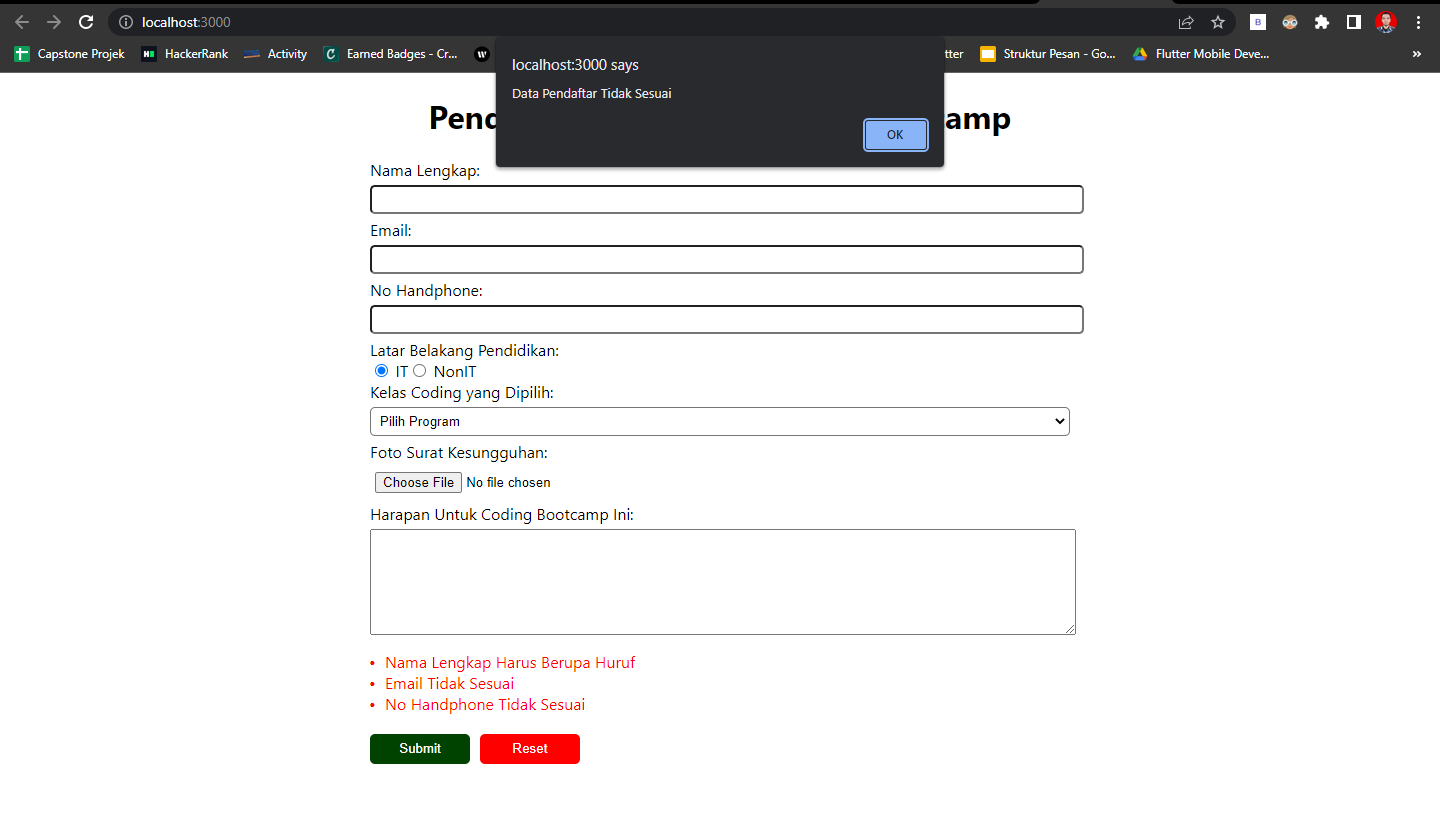 localhost:3000
Capstone Projek HackerRank Activity Earned Badges - Cr... tter Struktur Pesan - Go... Flutter Mobile Deve... »
localhost:3000 says
Data Pendaftar Tidak Sesuai
OK
Pend amp
Nama Lengkap:
Email:
No Handphone:
Latar Belakang Pendidikan:
IT NonIT
Kelas Coding yang Dipilih:
Pilih Program
Foto Surat Kesungguhan:
Choose File No file chosen
Harapan Untuk Coding Bootcamp Ini:
• Nama Lengkap Harus Berupa Huruf
• Email Tidak Sesuai
• No Handphone Tidak Sesuai
Submit Reset